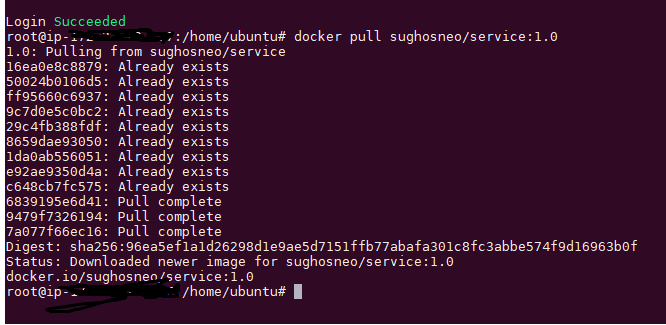 Login Succeeded
root@ip-172 :/home/ubuntu# docker pull sughosneo/service:1.0
1.0: Pulling from sughosneo/service
16ea0e8c8879: Already exists
50024b0106d5: Already exists
ff95660c6937: Already exists
9c7d0e5c0bc2: Already exists
29c4fb388fdf: Already exists
8659dae93050: Already exists
1da0ab556051: Already exists
e92ae9350d4a: Already exists
c648cb7fc575: Already exists
6839195e6d41: Pull complete
9479f7326194: Pull complete
7a077f66ec16: Pull complete
Digest: sha256:96ea5ef1a1d26298d1e9ae5d7151ffb77abafa301c8fc3abbe574f9d16963b0f
Status: Downloaded newer image for sughosneo/service:1.0
docker.io/sughosneo/service:1.0
root@ip- :/home/ubuntu#